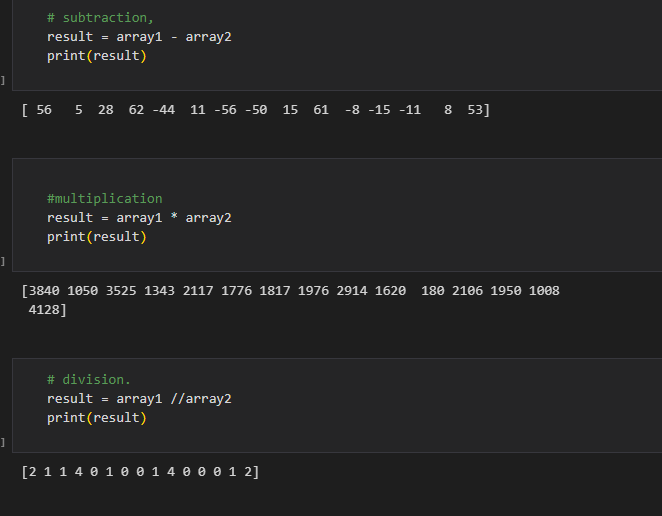 # subtraction,
result = array1 - array2
print(result)
]
[ 56   5  28  62 -44  11 -56 -50  15  61  -8 -15 -11   8  53]
#multiplication
result = array1 * array2
print(result)
]
[3840 1050 3525 1343 2117 1776 1817 1976 2914 1620  180 2106 1950 1008
 4128]
# division.
result = array1 //array2
print(result)
]
[2 1 1 4 0 1 0 0 1 4 0 0 0 1 2]